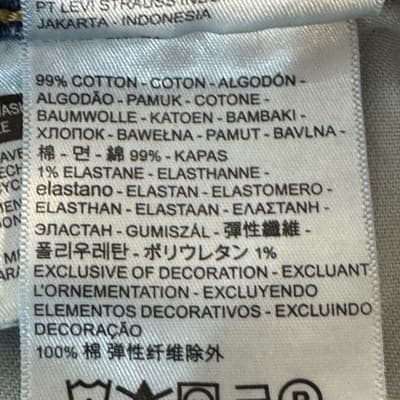 PT LEVI STRAUSS INDO
JAKARTA - INDONESIA
99% COTTON - COTON - ALGODÓN -
ALGODÃO - PAMUK - COTONE -
BAUMWOLLE - KATOEN - BAMBAKI -
ХЛОПОК - BAWEŁNA - PAMUT - BAVLNA -
棉 - 면 - 綿 99% - KAPAS
1% ELASTANE - ELASTHANNE -
elastano - ELASTAN - ELASTOMERO -
ELASTHAN - ELASTAAN - ΕΛΑΣΤΑΝΗ -
ЭЛАСТАН - GUMISZÁL - 彈性纖維 -
폴리우레탄 - ポリウレタン 1%
EXCLUSIVE OF DECORATION - EXCLUANT
L'ORNEMENTATION - EXCLUYENDO
ELEMENTOS DECORATIVOS - EXCLUINDO
DECORAÇÃO
100% 棉 弹性纤维除外